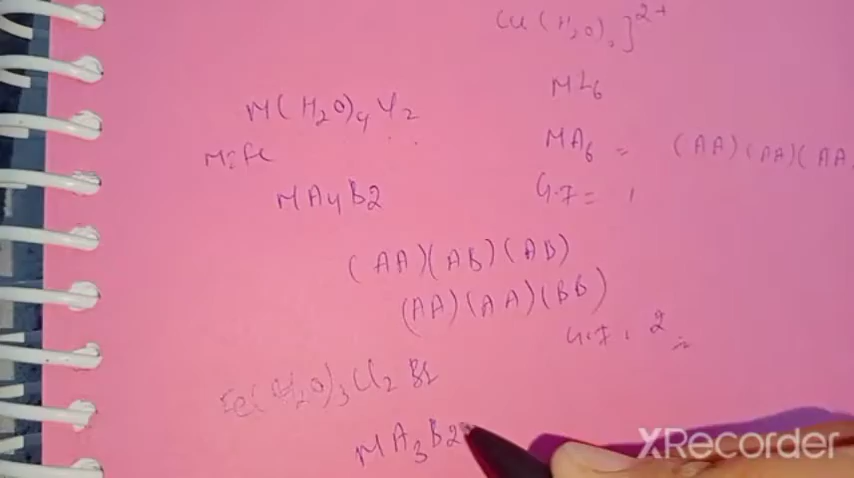 Cu(H2O)2]2+
ML6
M(H2O)4Y2
MA6 = (AA)(AA)(AA
M=Fe
G.I = 1
MA4B2
(AA)(AB)(AB)
(AA)(AA)(BB)
G.I. 2
Fe(H2O)3Cl2Br
MA3B2
XRecorder